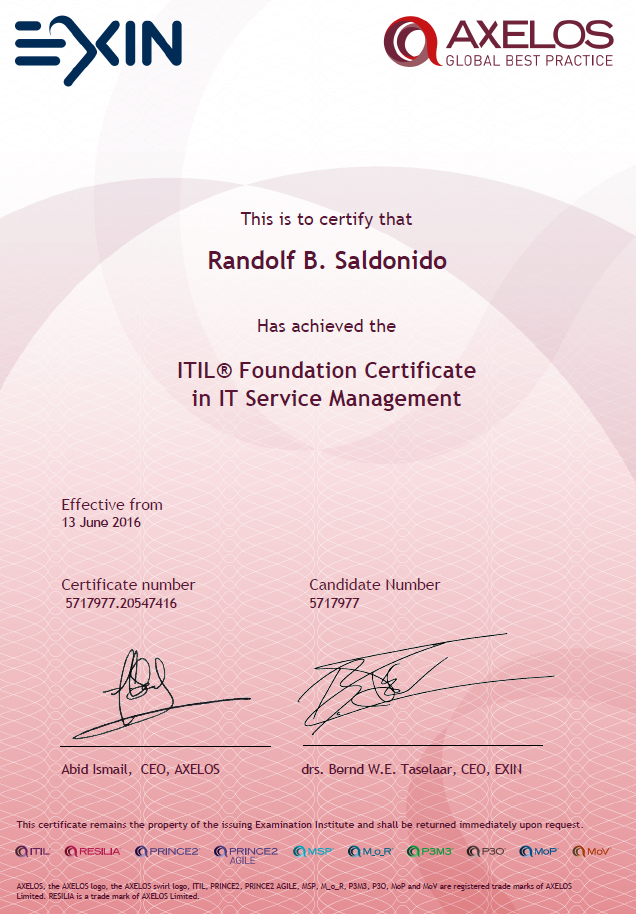 EXIN
AXELOS
GLOBAL BEST PRACTICE
This is to certify that
Randolf B. Saldonido
Has achieved the
ITIL® Foundation Certificate
in IT Service Management
Effective from
13 June 2016
Certificate number
5717977.20547416
Candidate Number
5717977
Abid Ismail, CEO, AXELOS
drs. Bernd W.E. Taselaar, CEO, EXIN
This certificate remains the property of the issuing Examination Institute and shall be returned immediately upon request.
ITIL® RESILIA™ PRINCE2® PRINCE2 AGILE® MSP® M_o_R® P3M3® P3O® MoP® MoV®
AXELOS, the AXELOS logo, the AXELOS swirl logo, ITIL, PRINCE2, PRINCE2 AGILE, MSP, M_o_R, P3M3, P3O, MoP and MoV are registered trade marks of AXELOS
Limited. RESILIA is a trade mark of AXELOS Limited.